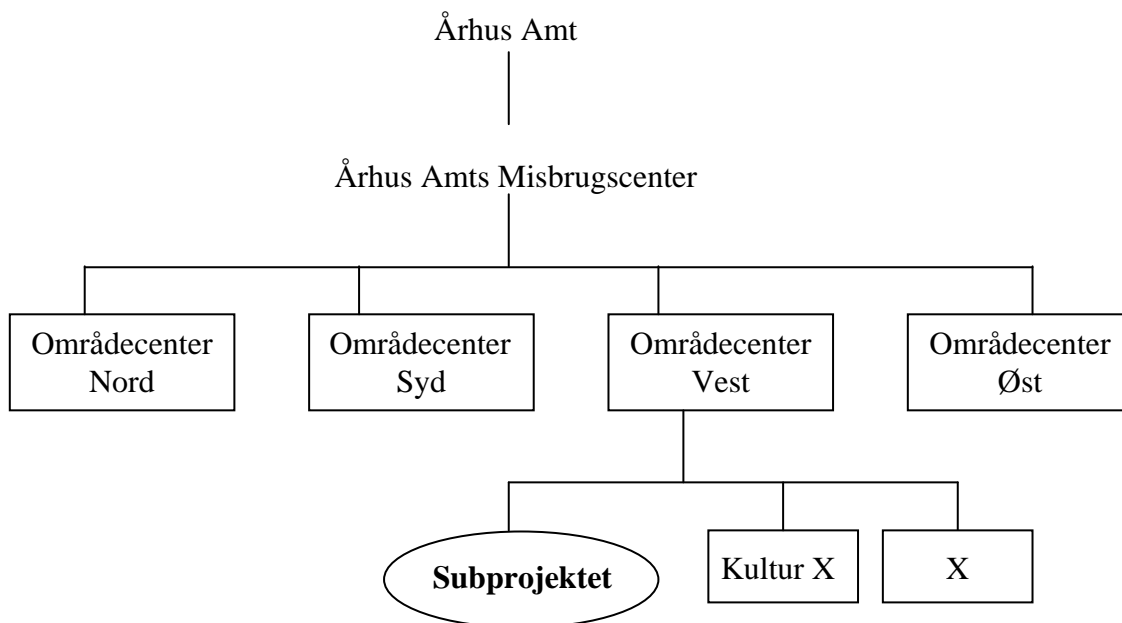 Århus Amt
Århus Amts Misbrugscenter
Områdecenter
Nord
Områdecenter
Syd
Områdecenter
Vest
Områdecenter
Øst
Subprojektet
Kultur X
X